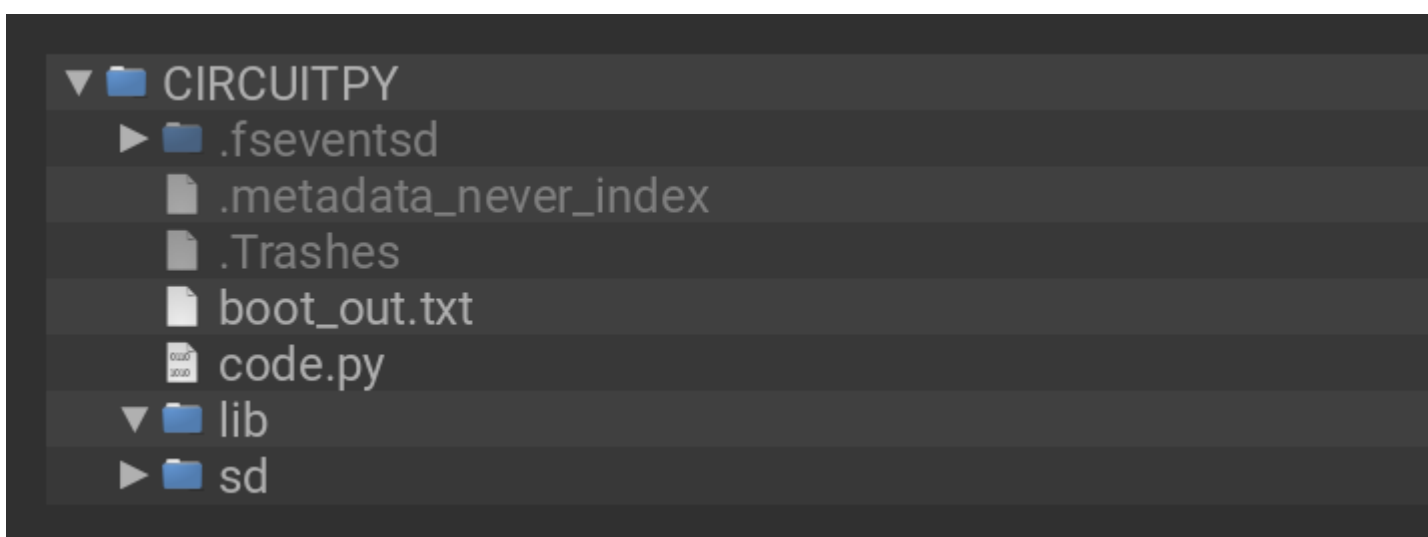 CIRCUITPY
.fseventsd
.metadata_never_index
.Trashes
boot_out.txt
code.py
lib
sd